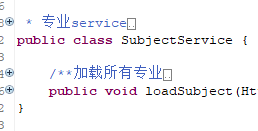 * 专业service
public class SubjectService {
/**加载所有专业
public void loadSubject(Ht
}